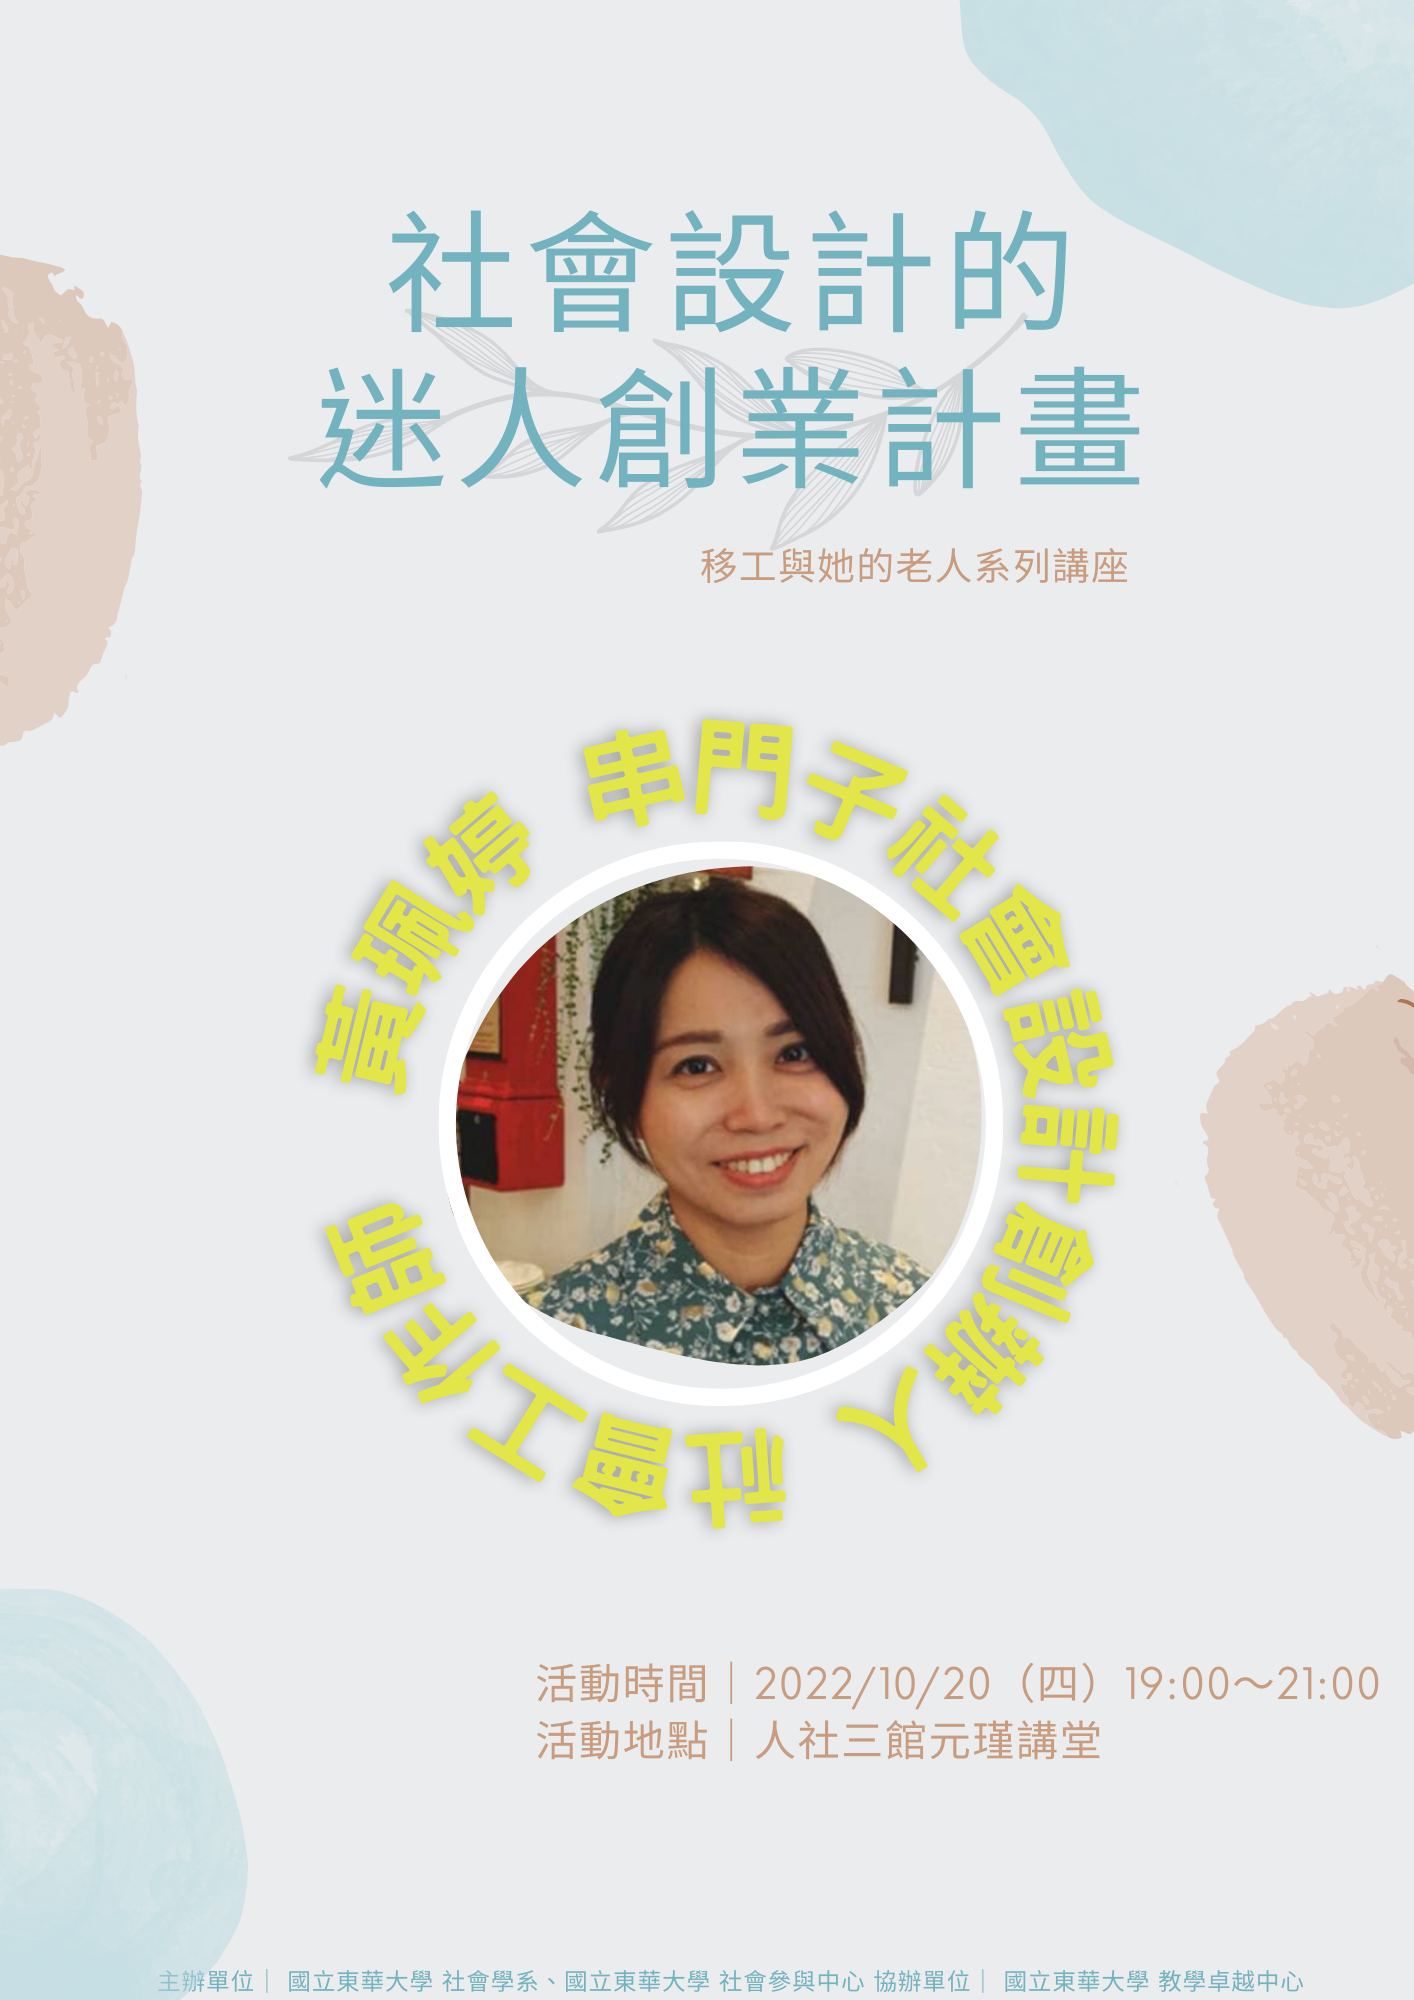 社會設計的
迷人創業計畫
移工與她的老人系列講座
黃珮婷 串門子社會設計創辦人 社會工作師
活動時間｜2022/10/20（四）19:00～21:00
活動地點｜人社三館元瑾講堂
主辦單位｜ 國立東華大學 社會學系、國立東華大學 社會參與中心 協辦單位｜ 國立東華大學 教學卓越中心